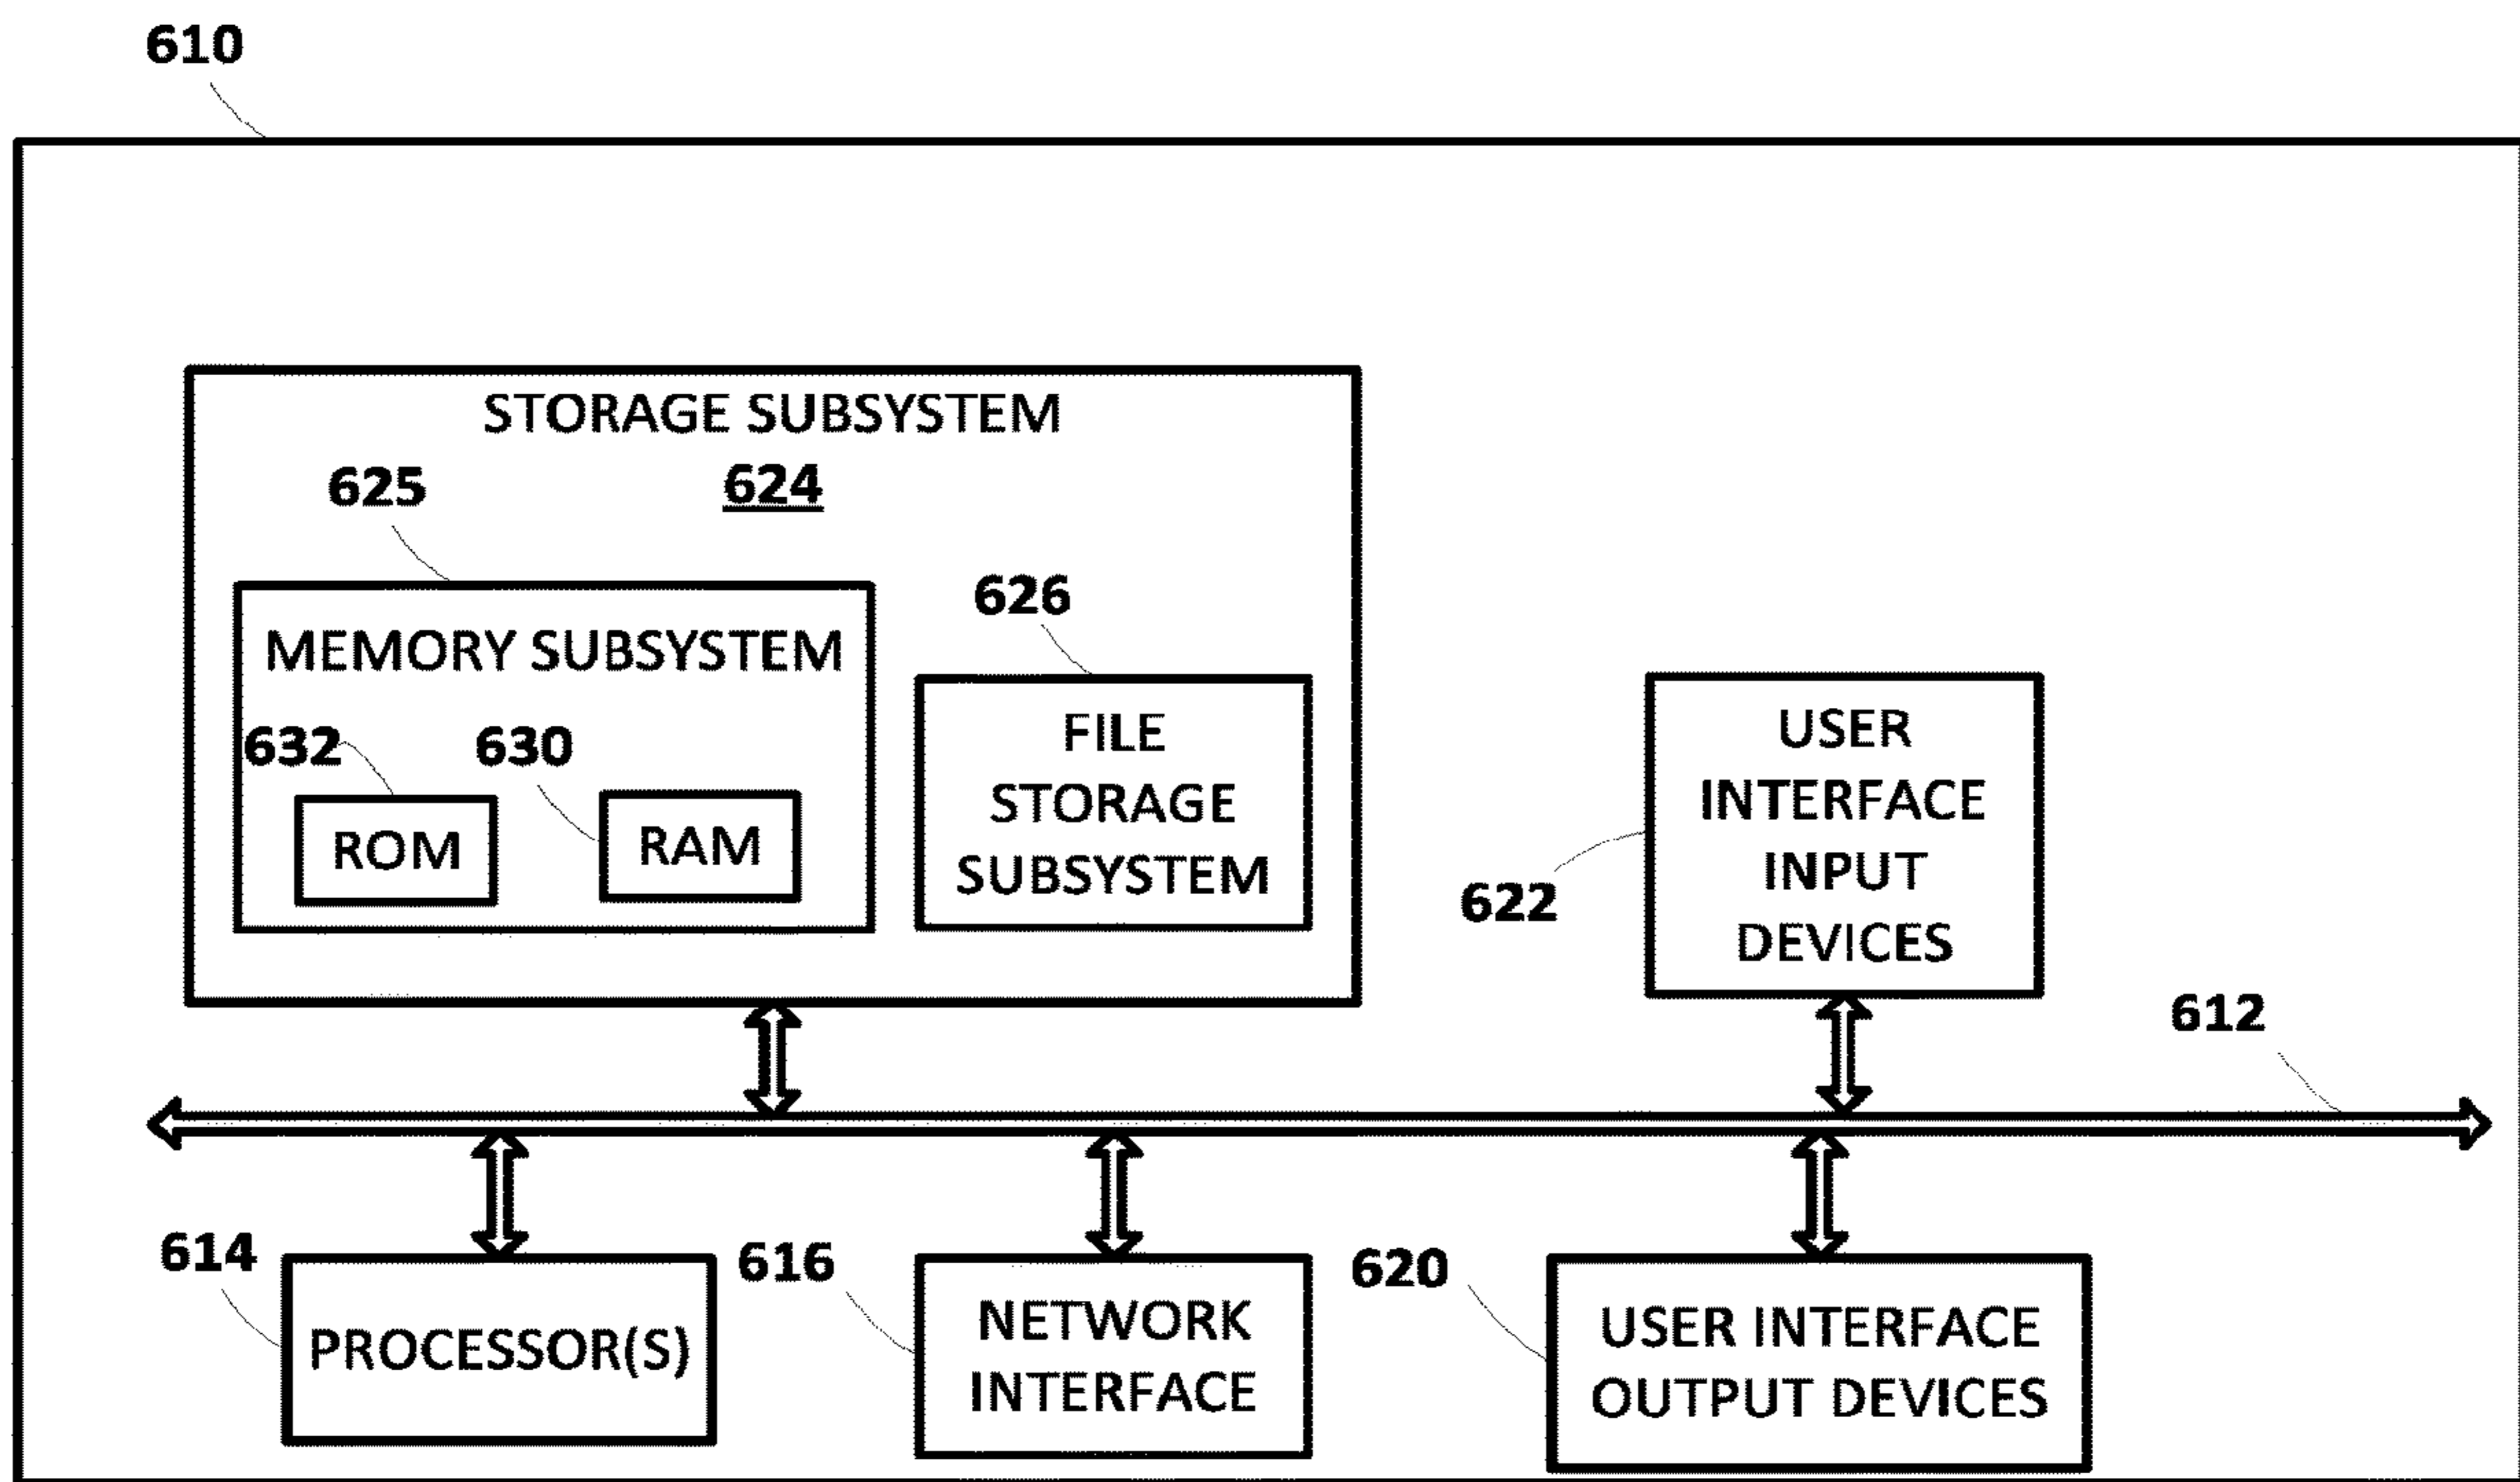 610
STORAGE SUBSYSTEM
624
625
MEMORY SUBSYSTEM
632
ROM
630
RAM
626
FILE
STORAGE
SUBSYSTEM
USER
INTERFACE
INPUT
DEVICES
622
612
614
PROCESSOR(S)
616
NETWORK
INTERFACE
620
USER INTERFACE
OUTPUT DEVICES